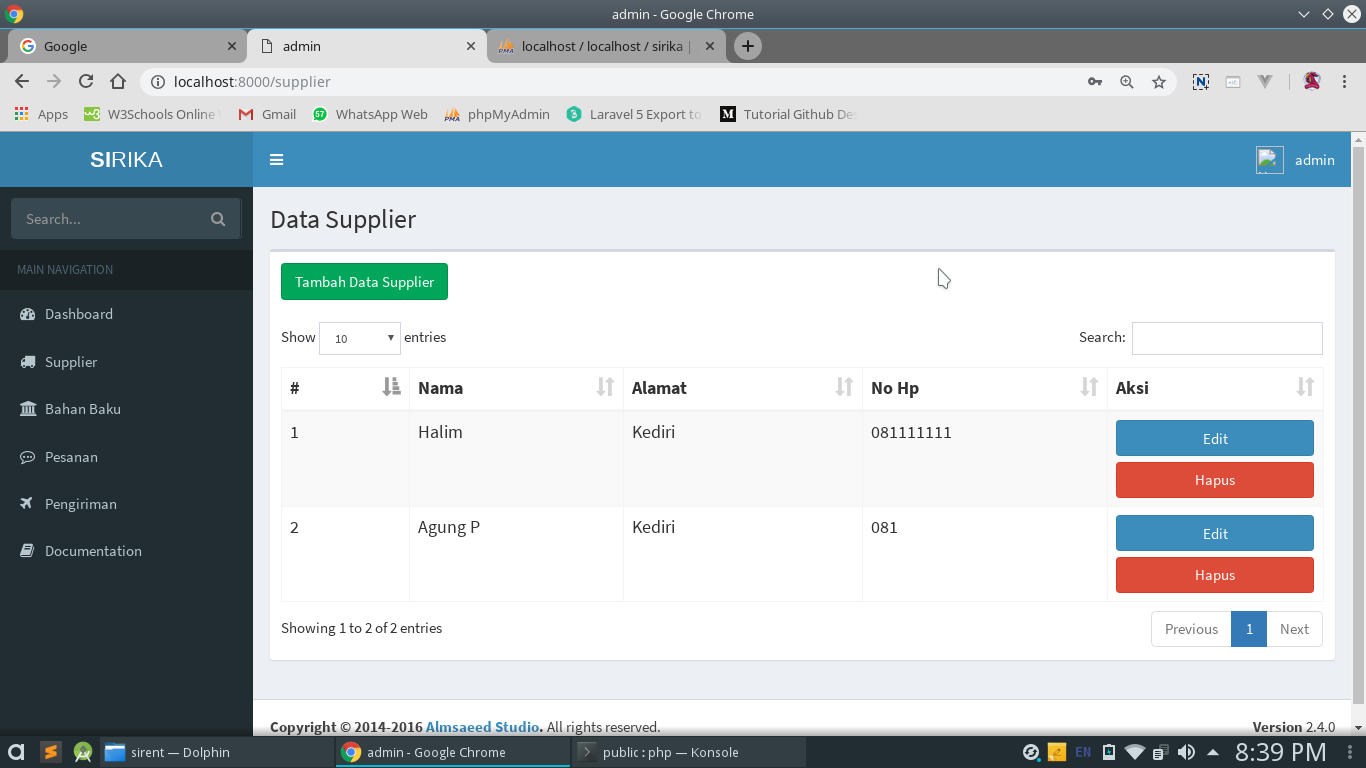 admin - Google Chrome
Google
admin
localhost / localhost / sirika |
localhost:8000/supplier
Apps
W3Schools Online
Gmail
57
WhatsApp Web
phpMyAdmin
Laravel 5 Export to
Tutorial Github Des
SIRIKA
admin
Search...
MAIN NAVIGATION
Dashboard
Supplier
Bahan Baku
Pesanan
Pengiriman
Documentation
Data Supplier
Tambah Data Supplier
Show 10 entries
Search:
# Nama Alamat No Hp Aksi
1 Halim Kediri 081111111 Edit
Hapus
2 Agung P Kediri 081 Edit
Hapus
Showing 1 to 2 of 2 entries
Previous 1 Next
Copyright © 2014-2016 Almsaeed Studio. All rights reserved.
Version 2.4.0
sirent — Dolphin
admin - Google Chrome
public : php — Konsole
EN
8:39 PM